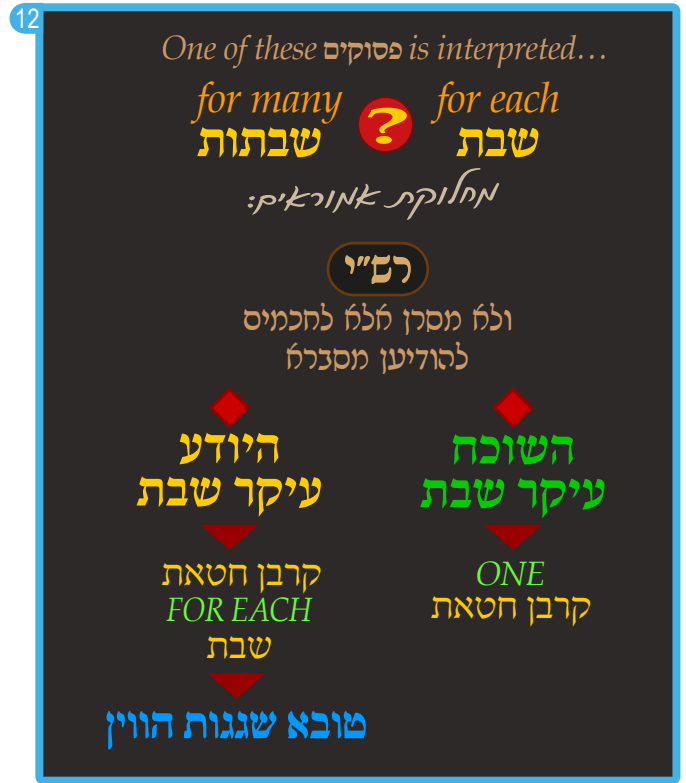 12
One of these פסוקים is interpreted…
for many ? for each
שבתות שבת
מחלוקת אמוראים:
רש״י
ולא מסרן אלא לחכמים
להודיען מסברא
היודע השוכח
עיקר שבת עיקר שבת
קרבן חטאת ONE
FOR EACH קרבן חטאת
שבת
טובא שגגות הווין